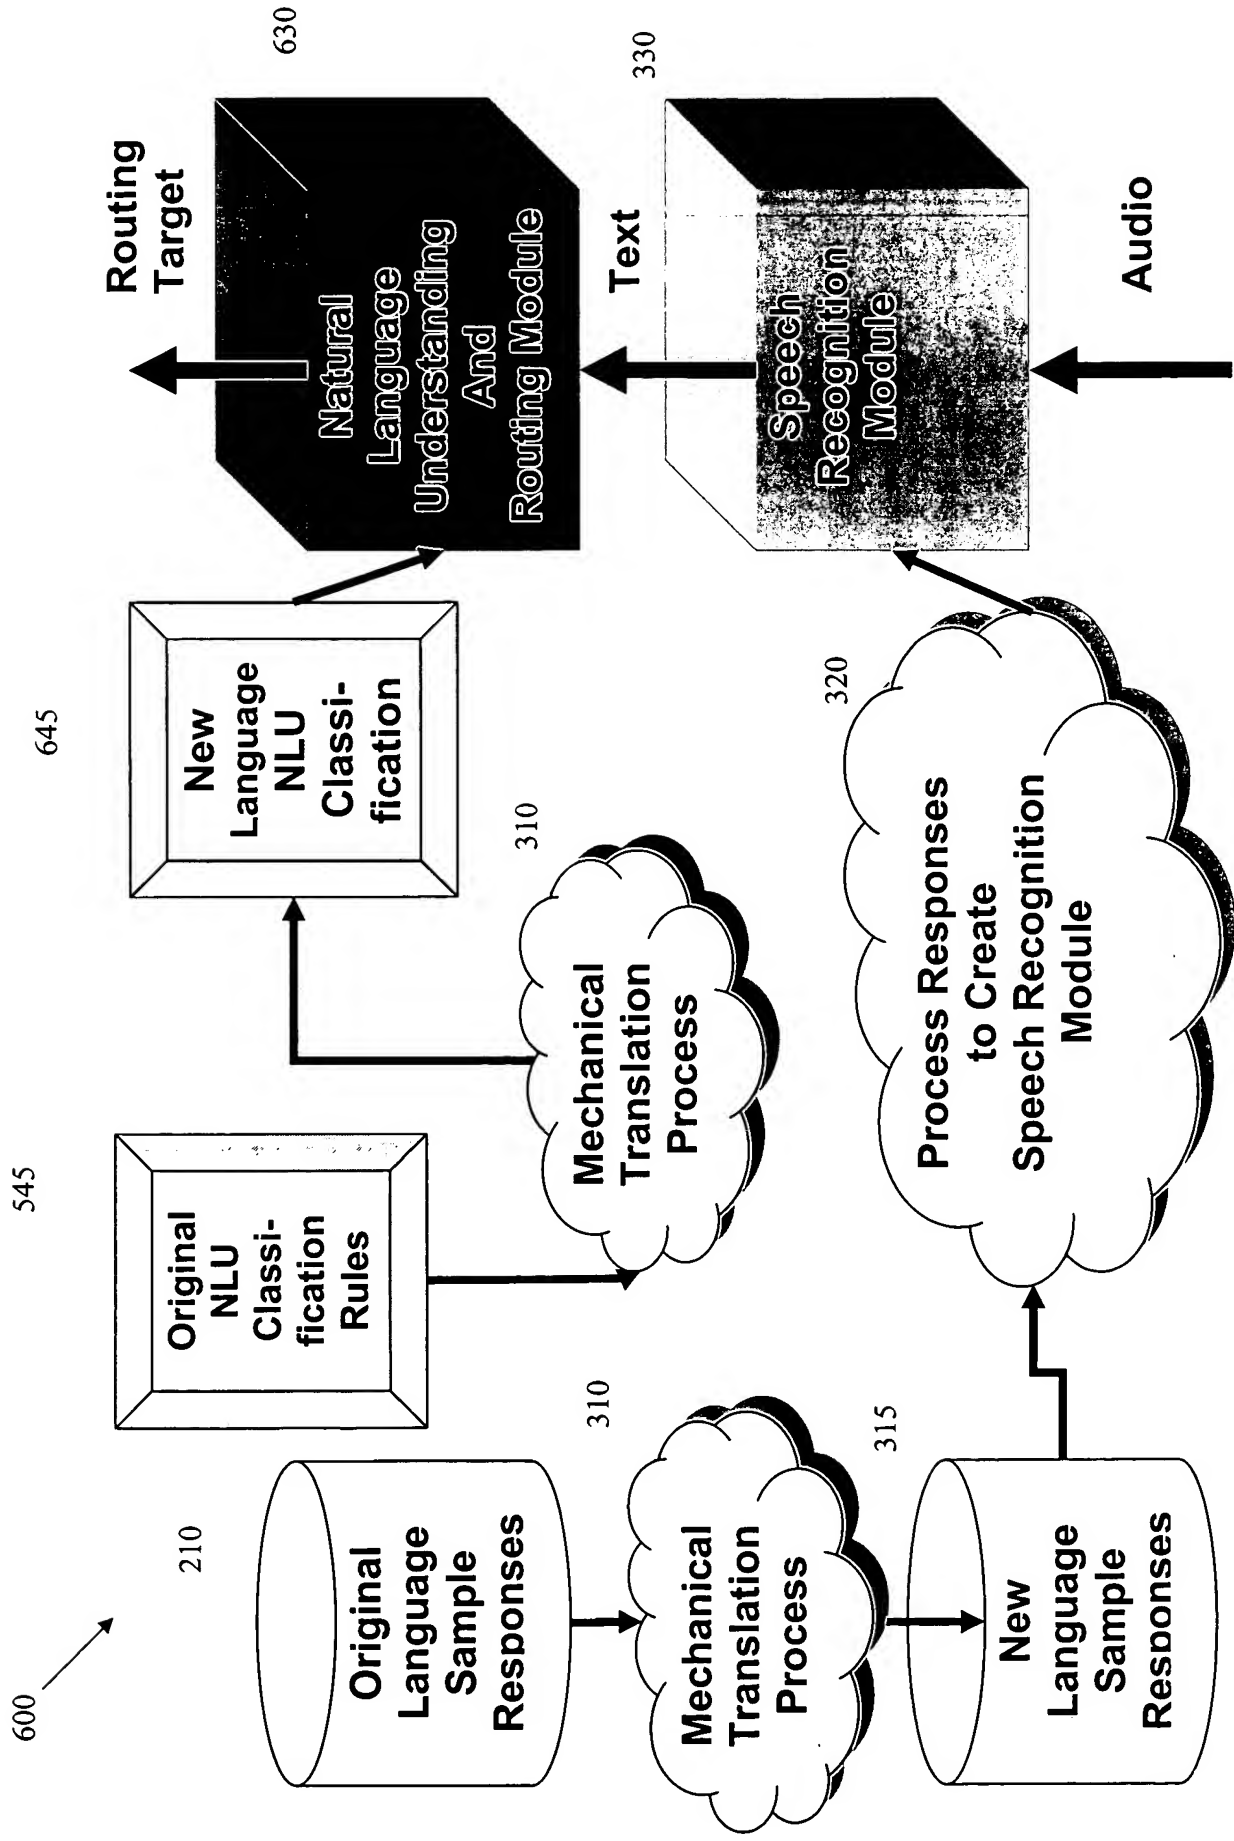 600
210
Original
Language
Sample
Responses
310
Mechanical
Translation
Process
315
New
Language
Sample
Responses
545
Original
NLU
Classi-
fication
Rules
310
Mechanical
Translation
Process
645
New
Language
NLU
Classi-
fication
320
Process Responses
to Create
Speech Recognition
Module
630
Routing
Target
Natural
Language
Understanding
And
Routing Module
330
Text
Speech
Recognition
Module
Audio